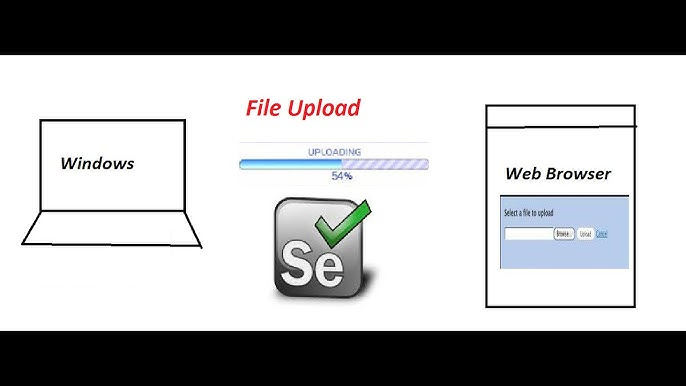 File Upload
UPLOADING
54%
Windows
Se
Web Browser
Select a file to upload
Browse... Upload Cancel